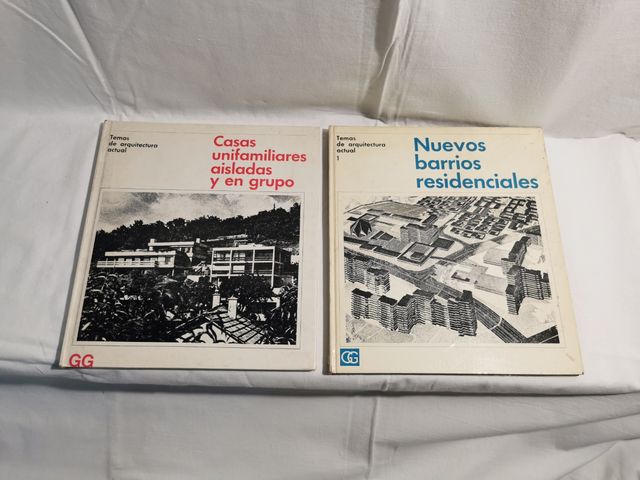 Temas
de arquitectura
actual
Casas
unifamiliares
aisladas
y en grupo
GG
Temas
de arquitectura
actual
1
Nuevos
barrios
residenciales
GG